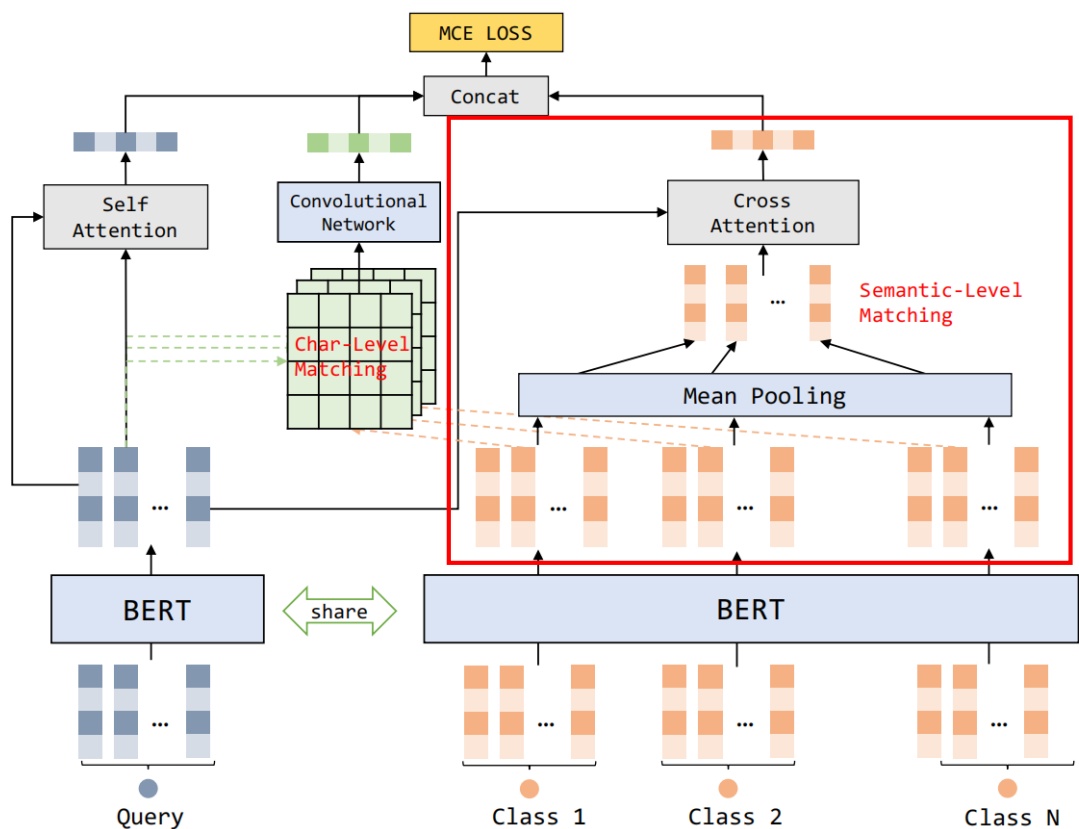 MCE LOSS
Concat
Self
Attention
Convolutional
Network
Cross
Attention
Semantic-Level
Matching
...
Char-Level
Matching
Mean Pooling
...
...
...
...
BERT
share
BERT
...
...
...
...
Query
Class 1
Class 2
Class N